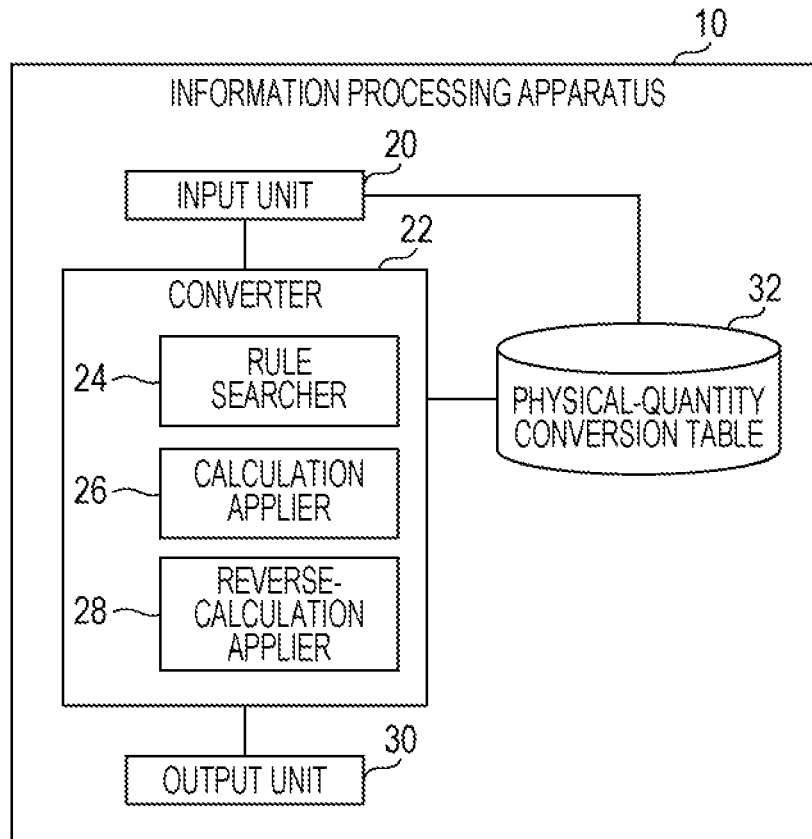 10
INFORMATION PROCESSING APPARATUS
20
INPUT UNIT
22
CONVERTER
32
24
RULE
SEARCHER
PHYSICAL-QUANTITY
CONVERSION TABLE
26
CALCULATION
APPLIER
28
REVERSE-
CALCULATION
APPLIER
30
OUTPUT UNIT